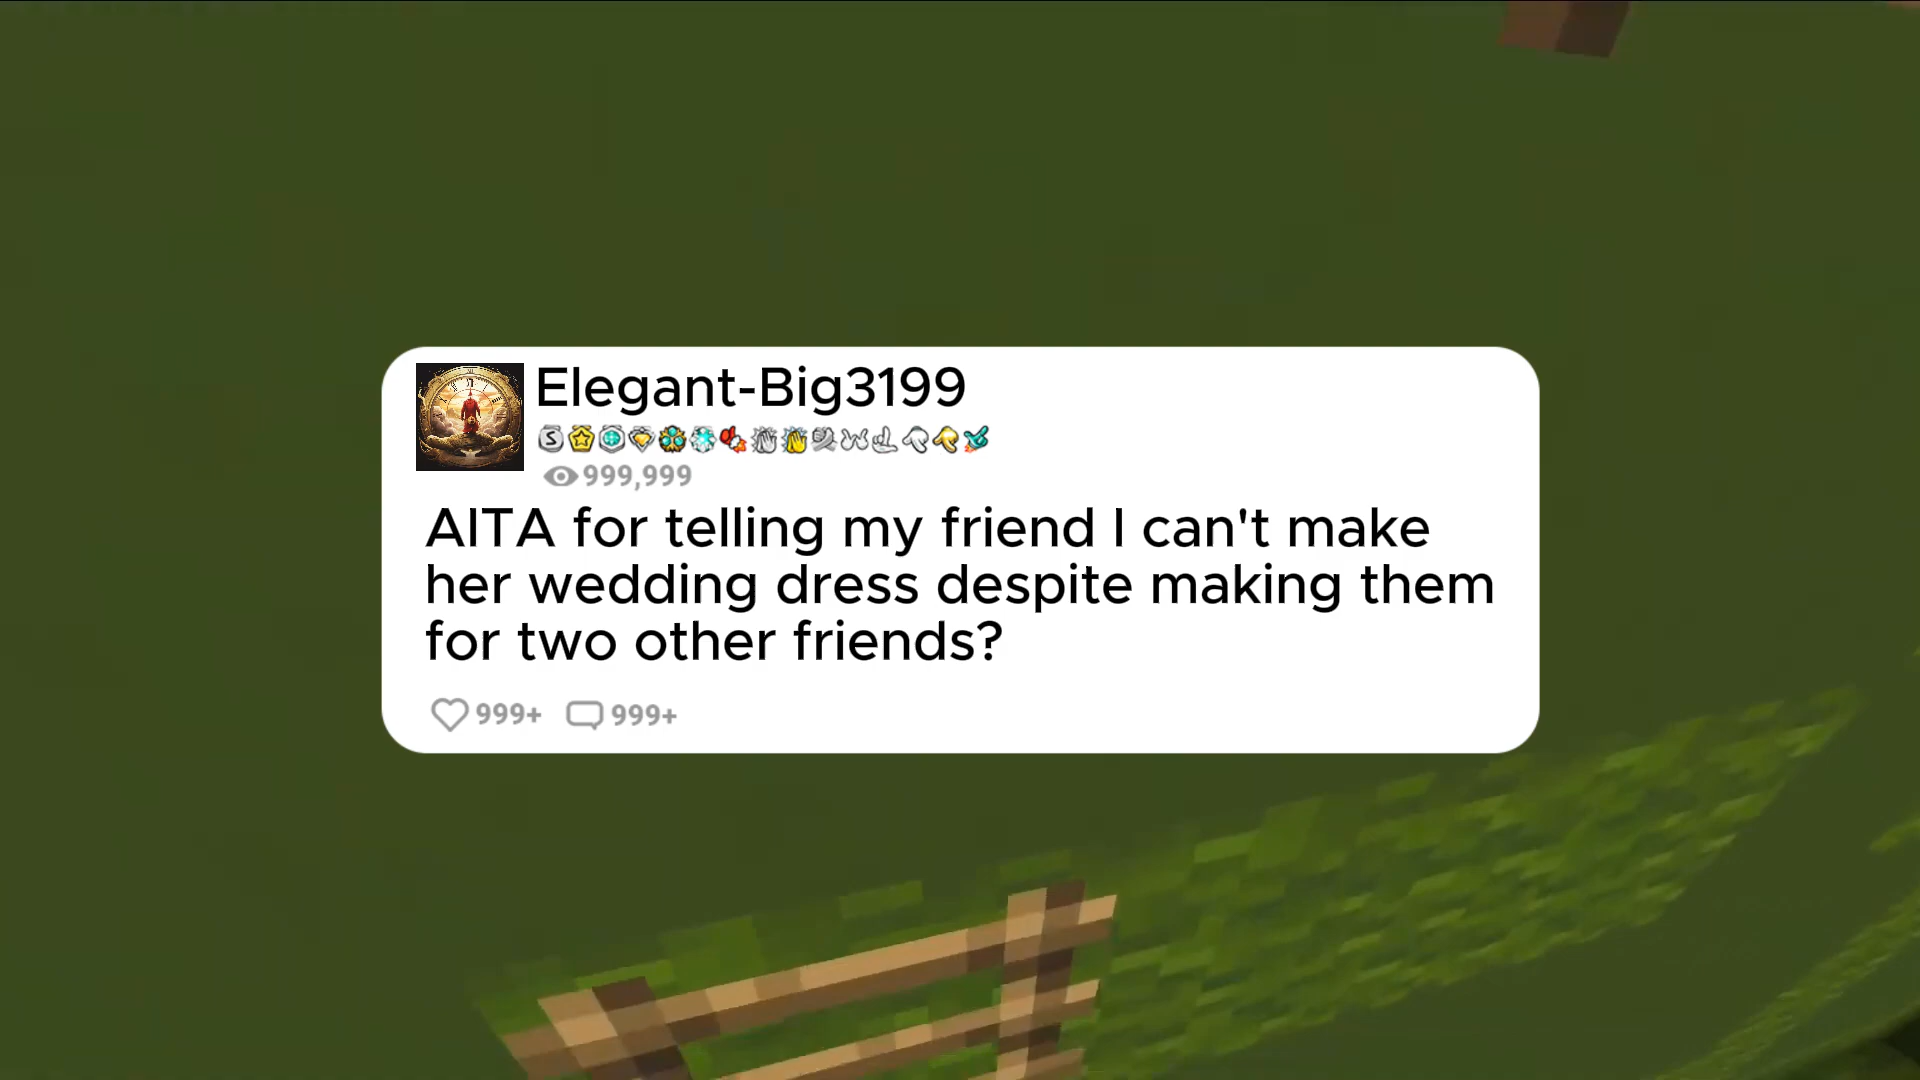 Elegant-Big3199
999,999
AITA for telling my friend I can't make
her wedding dress despite making them
for two other friends?
999+ 999+